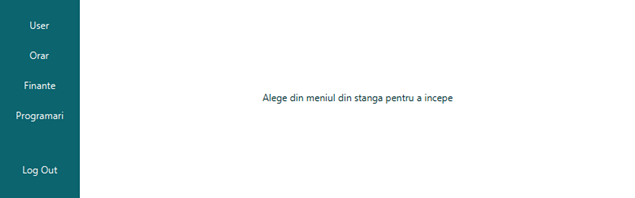 User
Orar
Finante
Programari
Log Out
Alege din meniul din stanga pentru a incepe